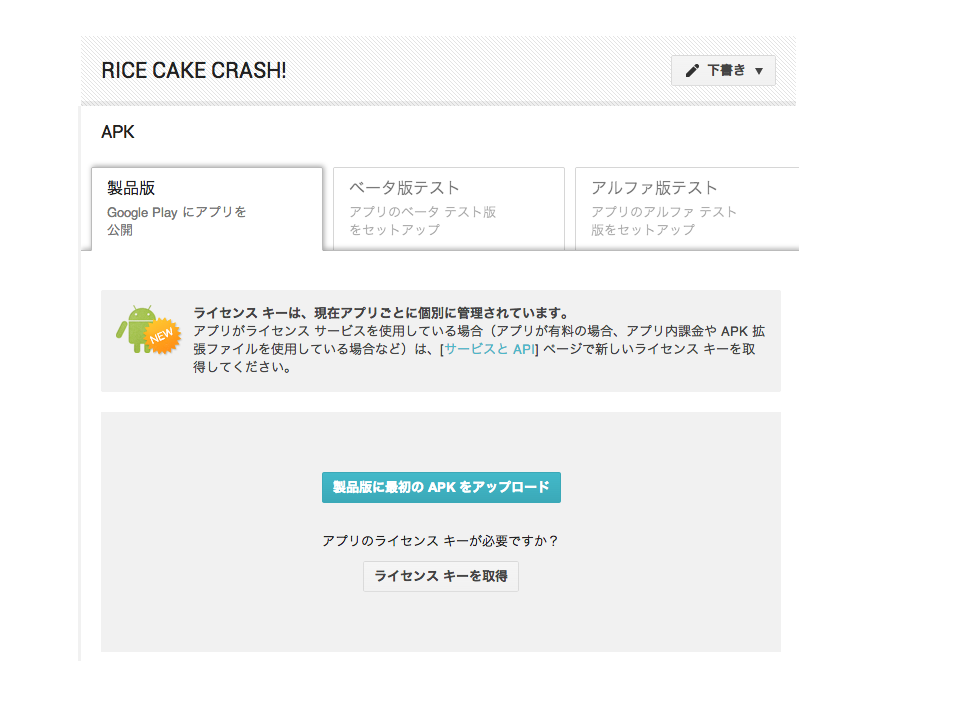 RICE CAKE CRASH!
下書き
APK
製品版
Google Play にアプリを
公開
ベータ版テスト
アプリのベータ テスト版
をセットアップ
アルファ版テスト
アプリのアルファ テスト
版をセットアップ
NEW
ライセンス キーは、現在アプリごとに個別に管理されています。
アプリがライセンス サービスを使用している場合（アプリが有料の場合、アプリ内課金や APK 拡
張ファイルを使用している場合など）は、[サービスと API] ページで新しいライセンス キーを取
得してください。
製品版に最初の APK をアップロード
アプリのライセンス キーが必要ですか？
ライセンス キーを取得